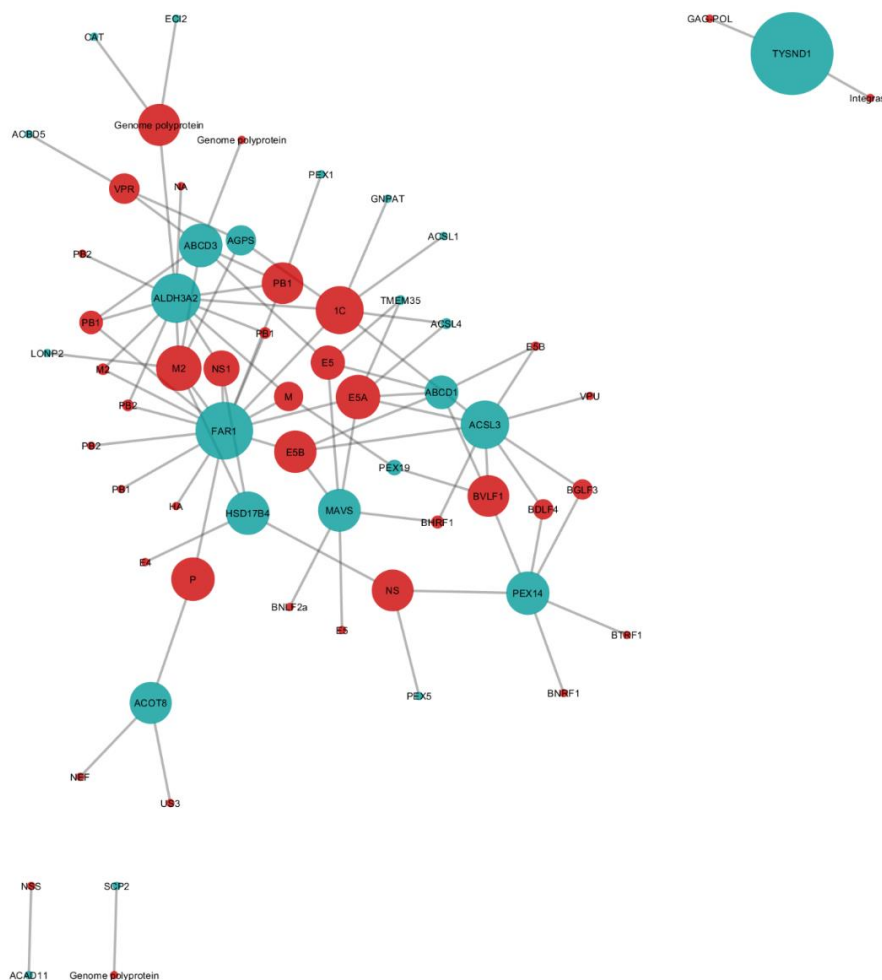 ECI2
GAG-POL
CAT
TYSND1
Integras
Genome polyprotein
ACBD5
Genome polyprotein
PEX1
VPR
NA
GNPAT
ACSL1
ABCD3
AGPS
PB2
PB1
ALDH3A2
TMEM35
1C
PB1
ACSL4
PB1
E5B
LONP2
M2
M2
NS1
E5
ABCD1
VPU
E5A
M
PB2
ACSL3
FAR1
PB2
E5B
PEX19
PB1
BVLF1
BGLF3
HA
HSD17B4
MAVS
BDLF4
BHRF1
E4
P
NS
PEX14
BNLF2a
E5
BTRF1
PEX5
BNRF1
ACOT8
NEF
US3
NSS
SCP2
ACAD11
Genome polyprotein